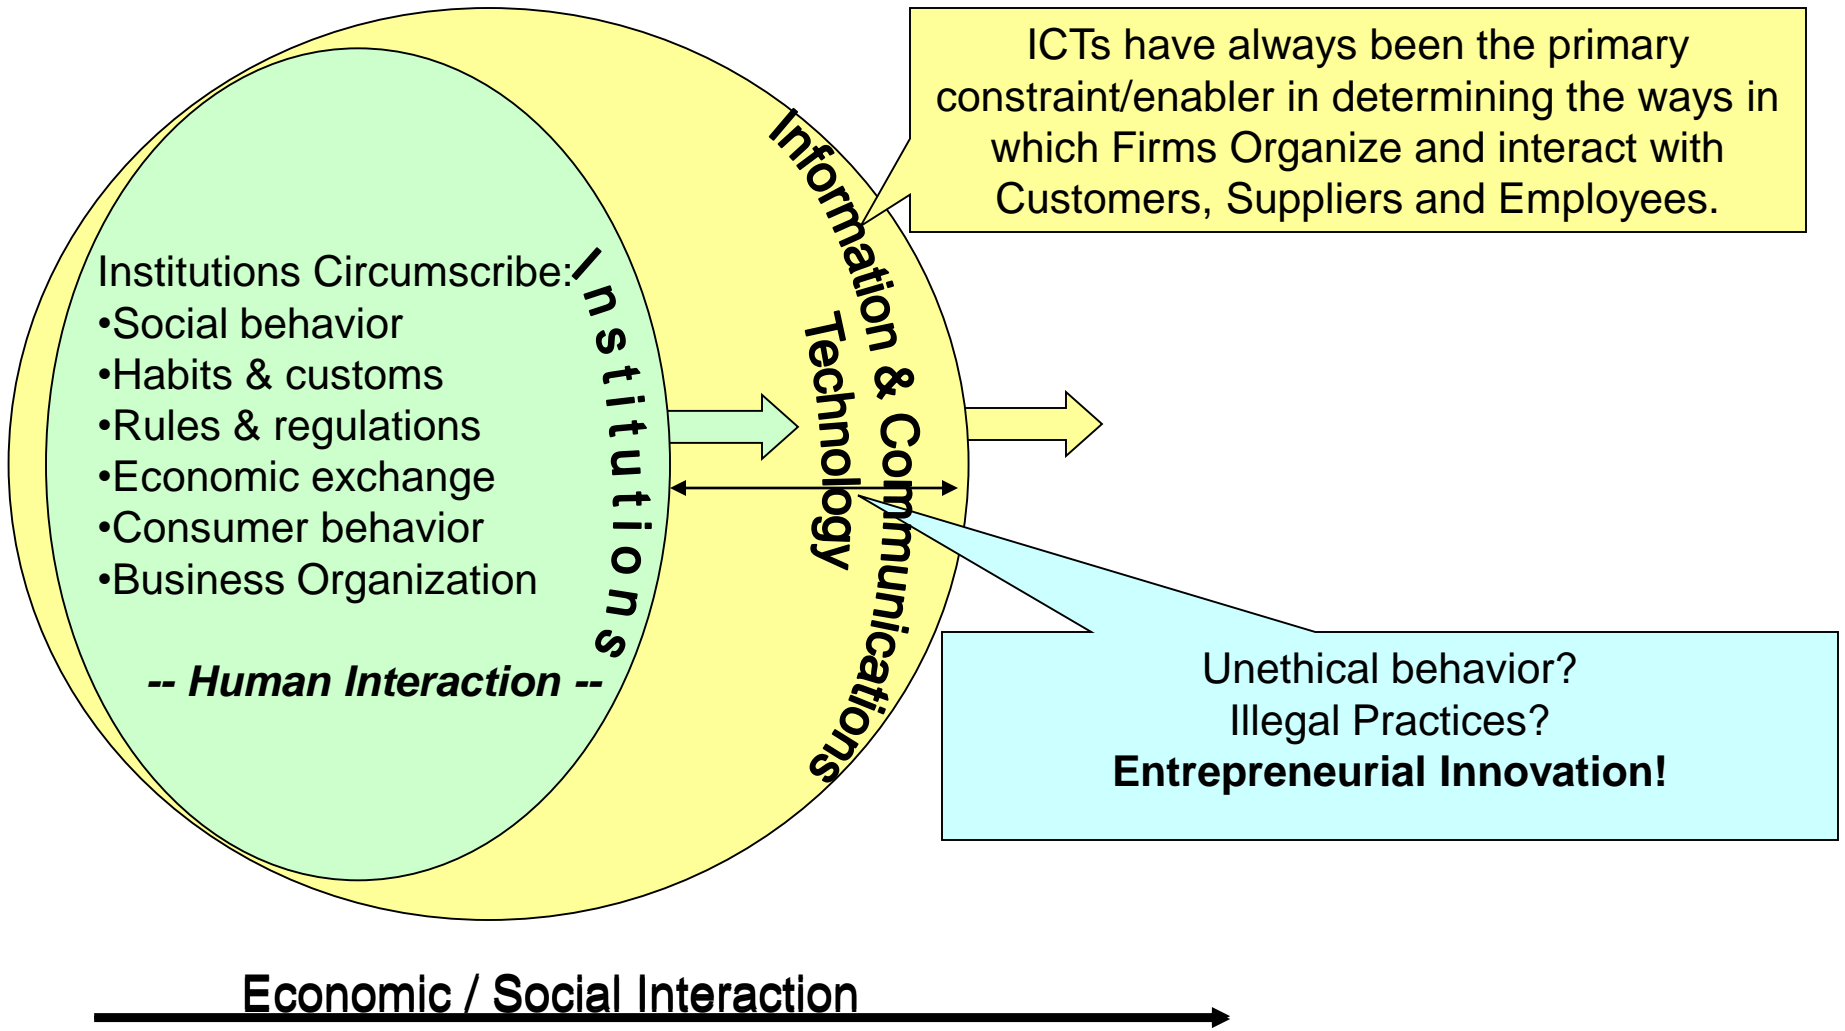 ICTs have always been the primary
constraint/enabler in determining the ways in
which Firms Organize and interact with
Customers, Suppliers and Employees.
Information & Communications
Technology
Institutions
Institutions Circumscribe:
•Social behavior
•Habits & customs
•Rules & regulations
•Economic exchange
•Consumer behavior
•Business Organization
-- Human Interaction --
Unethical behavior?
Illegal Practices?
Entrepreneurial Innovation!
Economic / Social Interaction